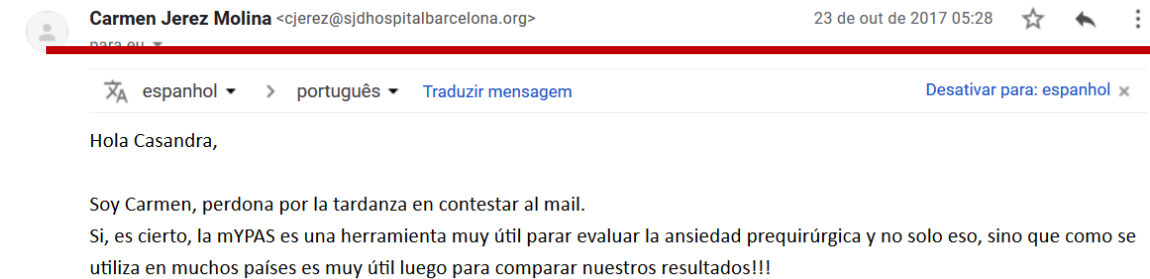 Carmen Jerez Molina <cjerez@sjdhospitalbarcelona.org> 23 de out de 2017 05:28
para eu
espanhol > português Traduzir mensagem Desativar para: espanhol x
Hola Casandra,
Soy Carmen, perdona por la tardanza en contestar al mail.
Si, es cierto, la mYPAS es una herramienta muy útil parar evaluar la ansiedad prequirúrgica y no solo eso, sino que como se
utiliza en muchos países es muy útil luego para comparar nuestros resultados!!!